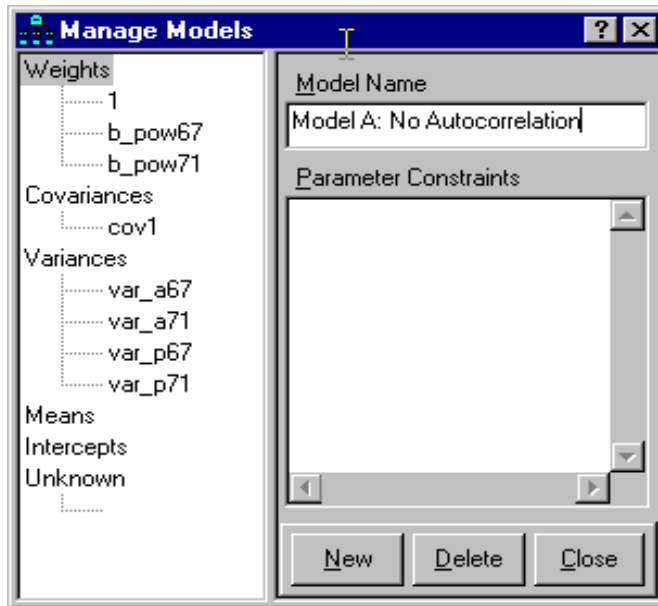 Manage Models
? X
Weights
1
b_pow67
b_pow71
Covariances
cov1
Variances
var_a67
var_a71
var_p67
var_p71
Means
Intercepts
Unknown
Model Name
Model A: No Autocorrelation
Parameter Constraints
New Delete Close